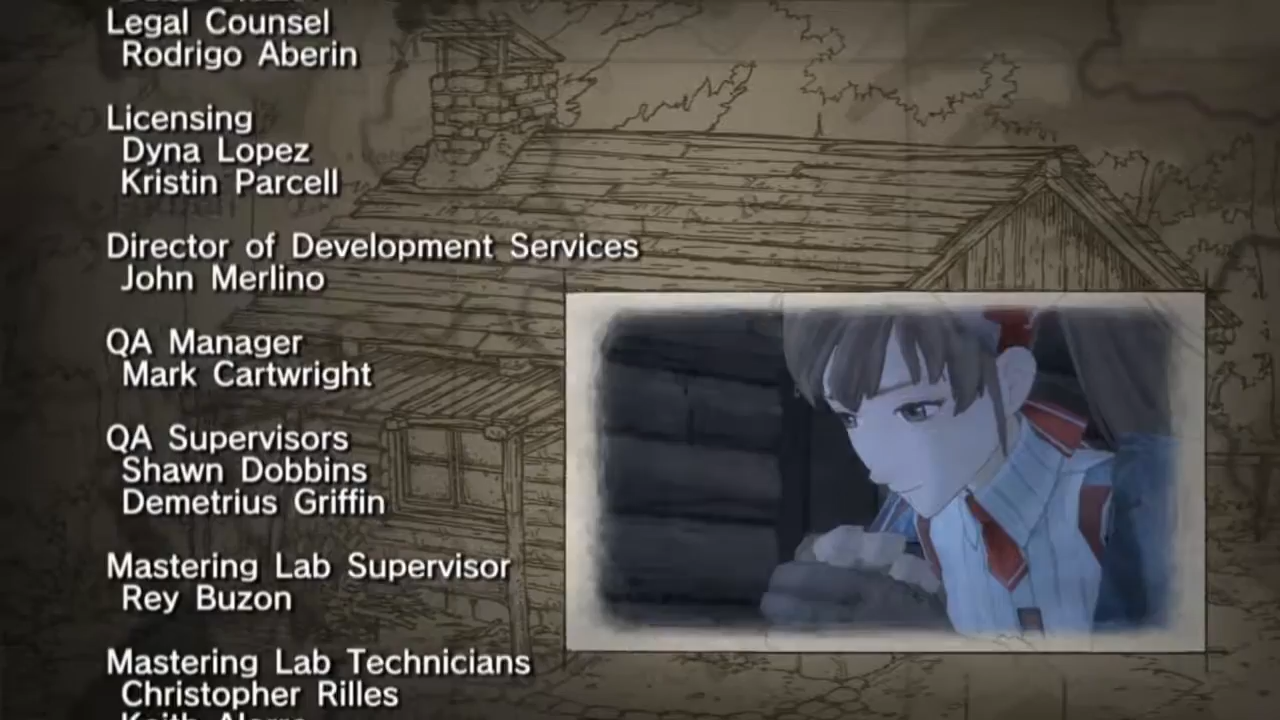 Legal Counsel
Rodrigo Aberin
Licensing
Dyna Lopez
Kristin Parcell
Director of Development Services
John Merlino
QA Manager
Mark Cartwright
QA Supervisors
Shawn Dobbins
Demetrius Griffin
Mastering Lab Supervisor
Rey Buzon
Mastering Lab Technicians
Christopher Rilles